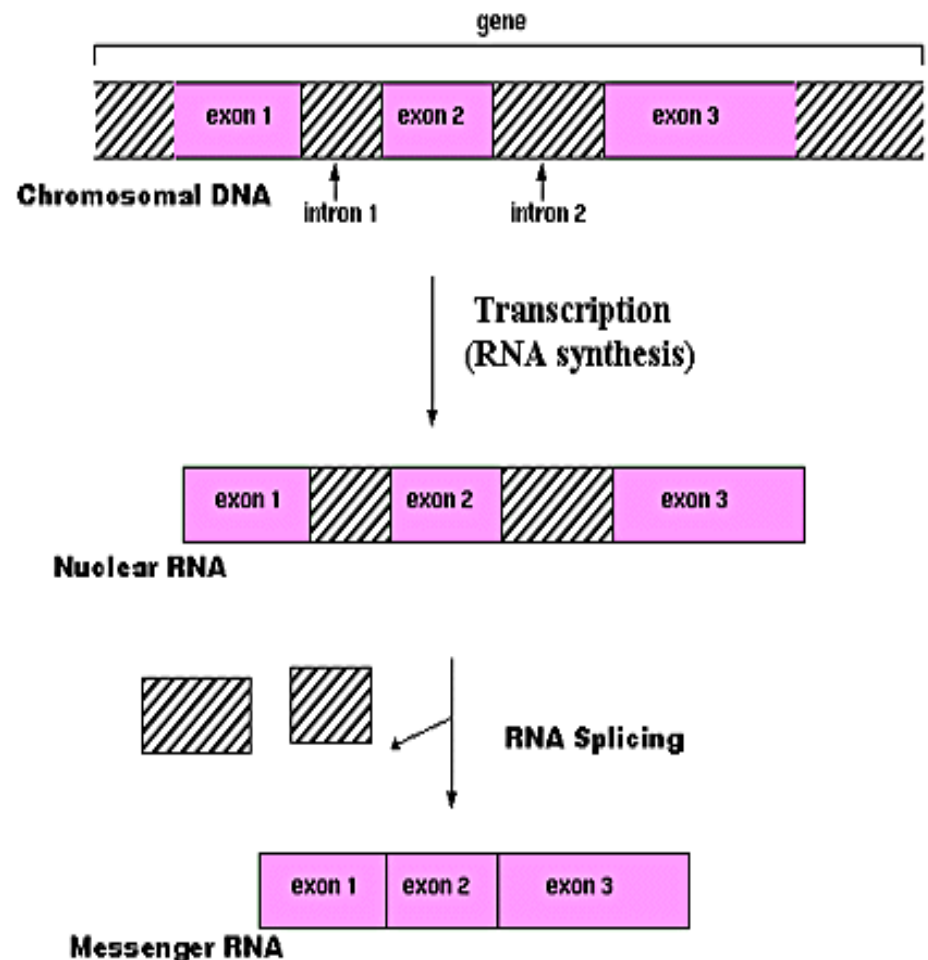 gene
exon 1 exon 2 exon 3
Chromosomal DNA
intron 1 intron 2
Transcription
(RNA synthesis)
exon 1 exon 2 exon 3
Nuclear RNA
RNA Splicing
exon 1 exon 2 exon 3
Messenger RNA